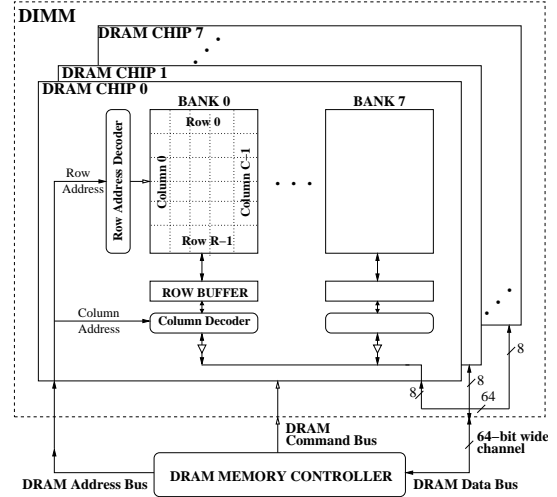 DIMM
DRAM CHIP 7
DRAM CHIP 1
DRAM CHIP 0
BANK 0
BANK 7
Row 0
Column 0
Column C−1
Row R−1
Row Address Decoder
Row
Address
ROW BUFFER
Column Decoder
Column
Address
8
8
8
64
DRAM
Command Bus
64−bit wide
channel
DRAM MEMORY CONTROLLER
DRAM Address Bus
DRAM Data Bus